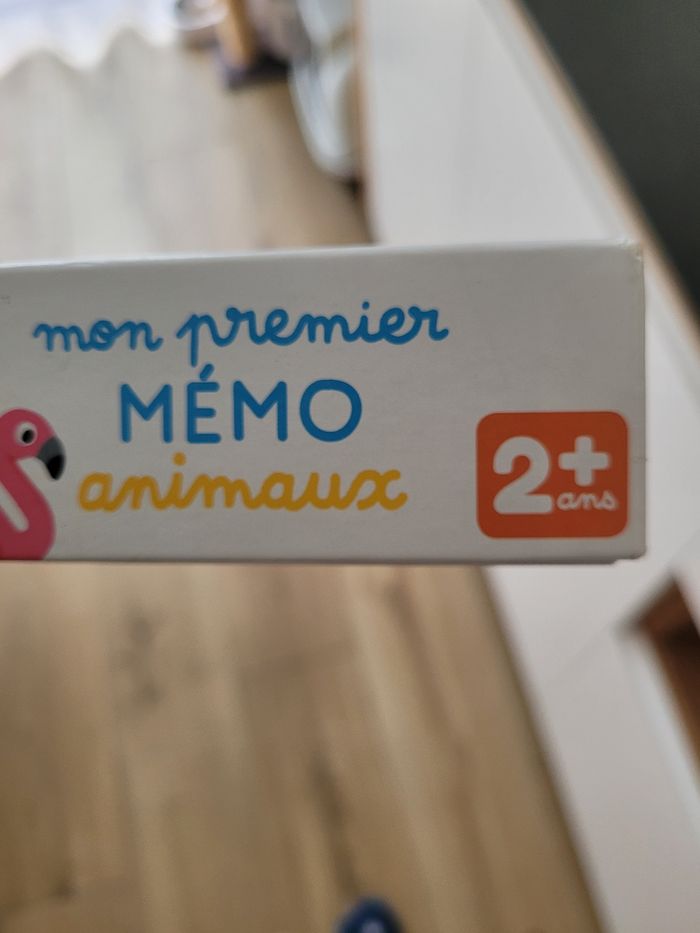 mon premier
MÉMO
animaux
2+
ans